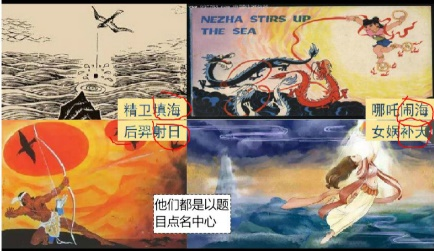 NEZHA STIRS UP
THE SEA
精卫填海
哪吒闹海
后羿射日
女娲补天
他们都是以题
目点名中心